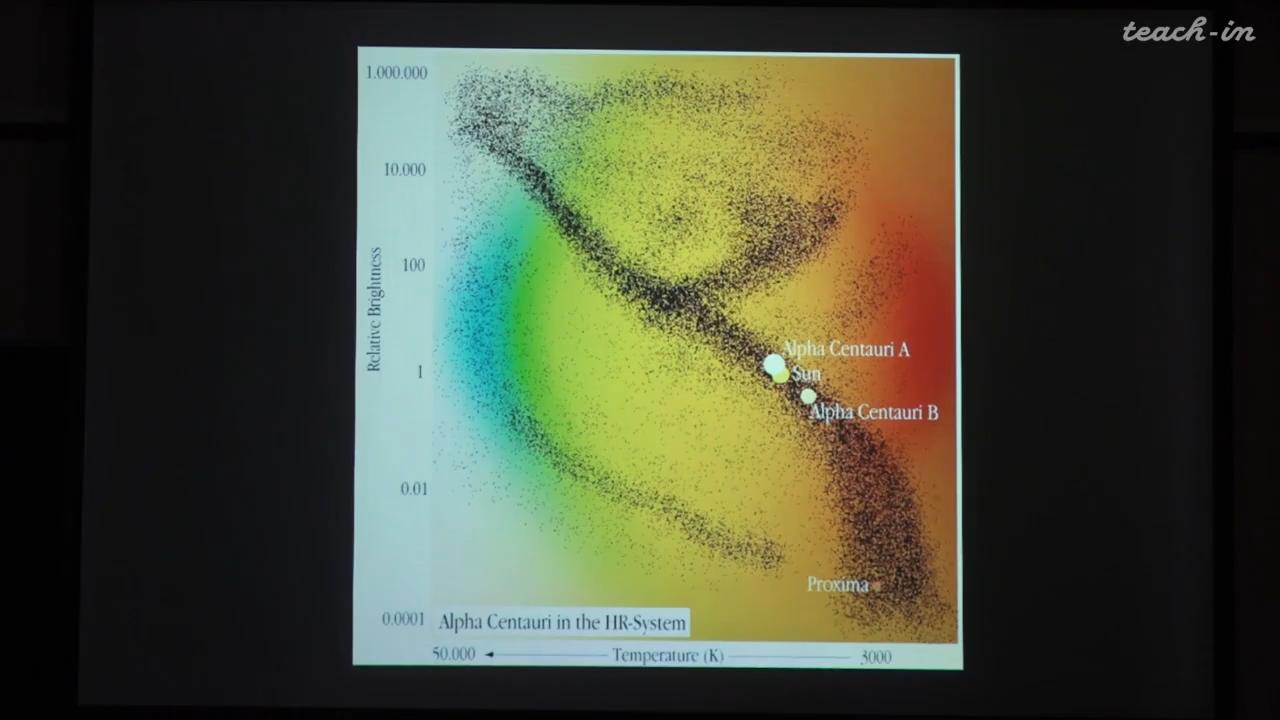 teach-in
1.000.000
10.000
100
1
0.01
0.0001
Relative Brightness
Alpha Centauri A
Sun
Alpha Centauri B
Proxima
Alpha Centauri in the HR-System
50.000
Temperature (K)
3000